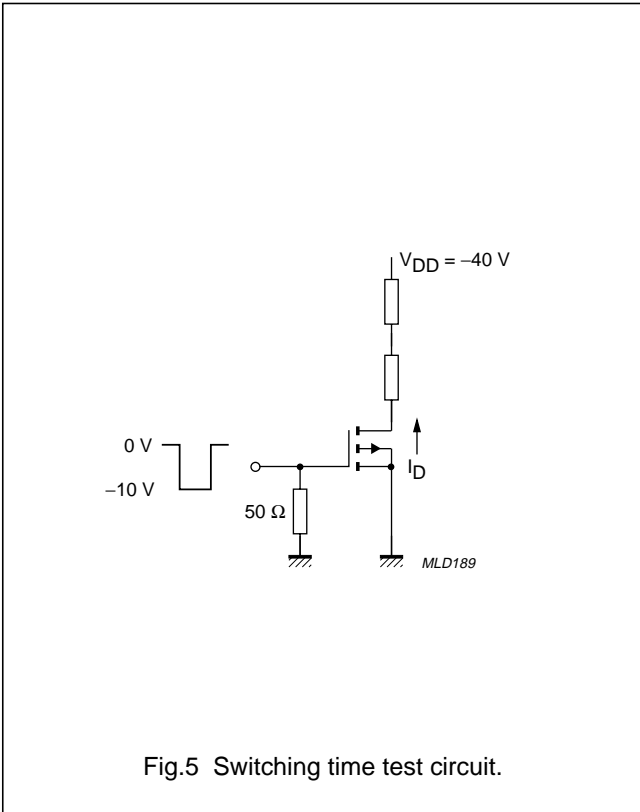 V_DD = −40 V
0 V
−10 V
I_D
50 Ω
MLD189
Fig.5 Switching time test circuit.